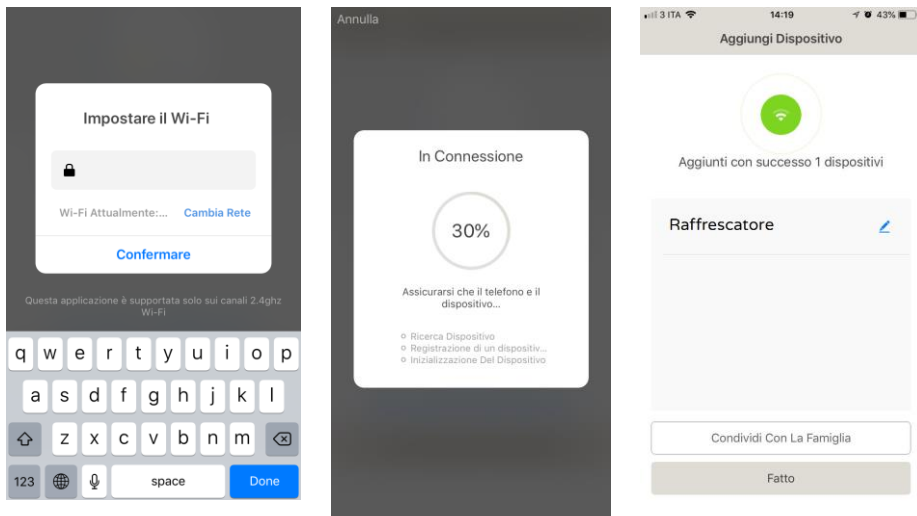 Impostare il Wi-Fi
Wi-Fi Attualmente:... Cambia Rete
Confermare
Questa applicazione è supportata solo sui canali 2.4ghz
Wi-Fi
q w e r t y u i o p
a s d f g h j k l
z x c v b n m
123 space Done
Annulla
In Connessione
30%
Assicurarsi che il telefono e il
dispositivo...
Ricerca Dispositivo
Registrazione di un dispositiv...
Inizializzazione Del Dispositivo
3 ITA 14:19 43%
Aggiungi Dispositivo
Aggiunti con successo 1 dispositivi
Raffrescatore
Condividi Con La Famiglia
Fatto